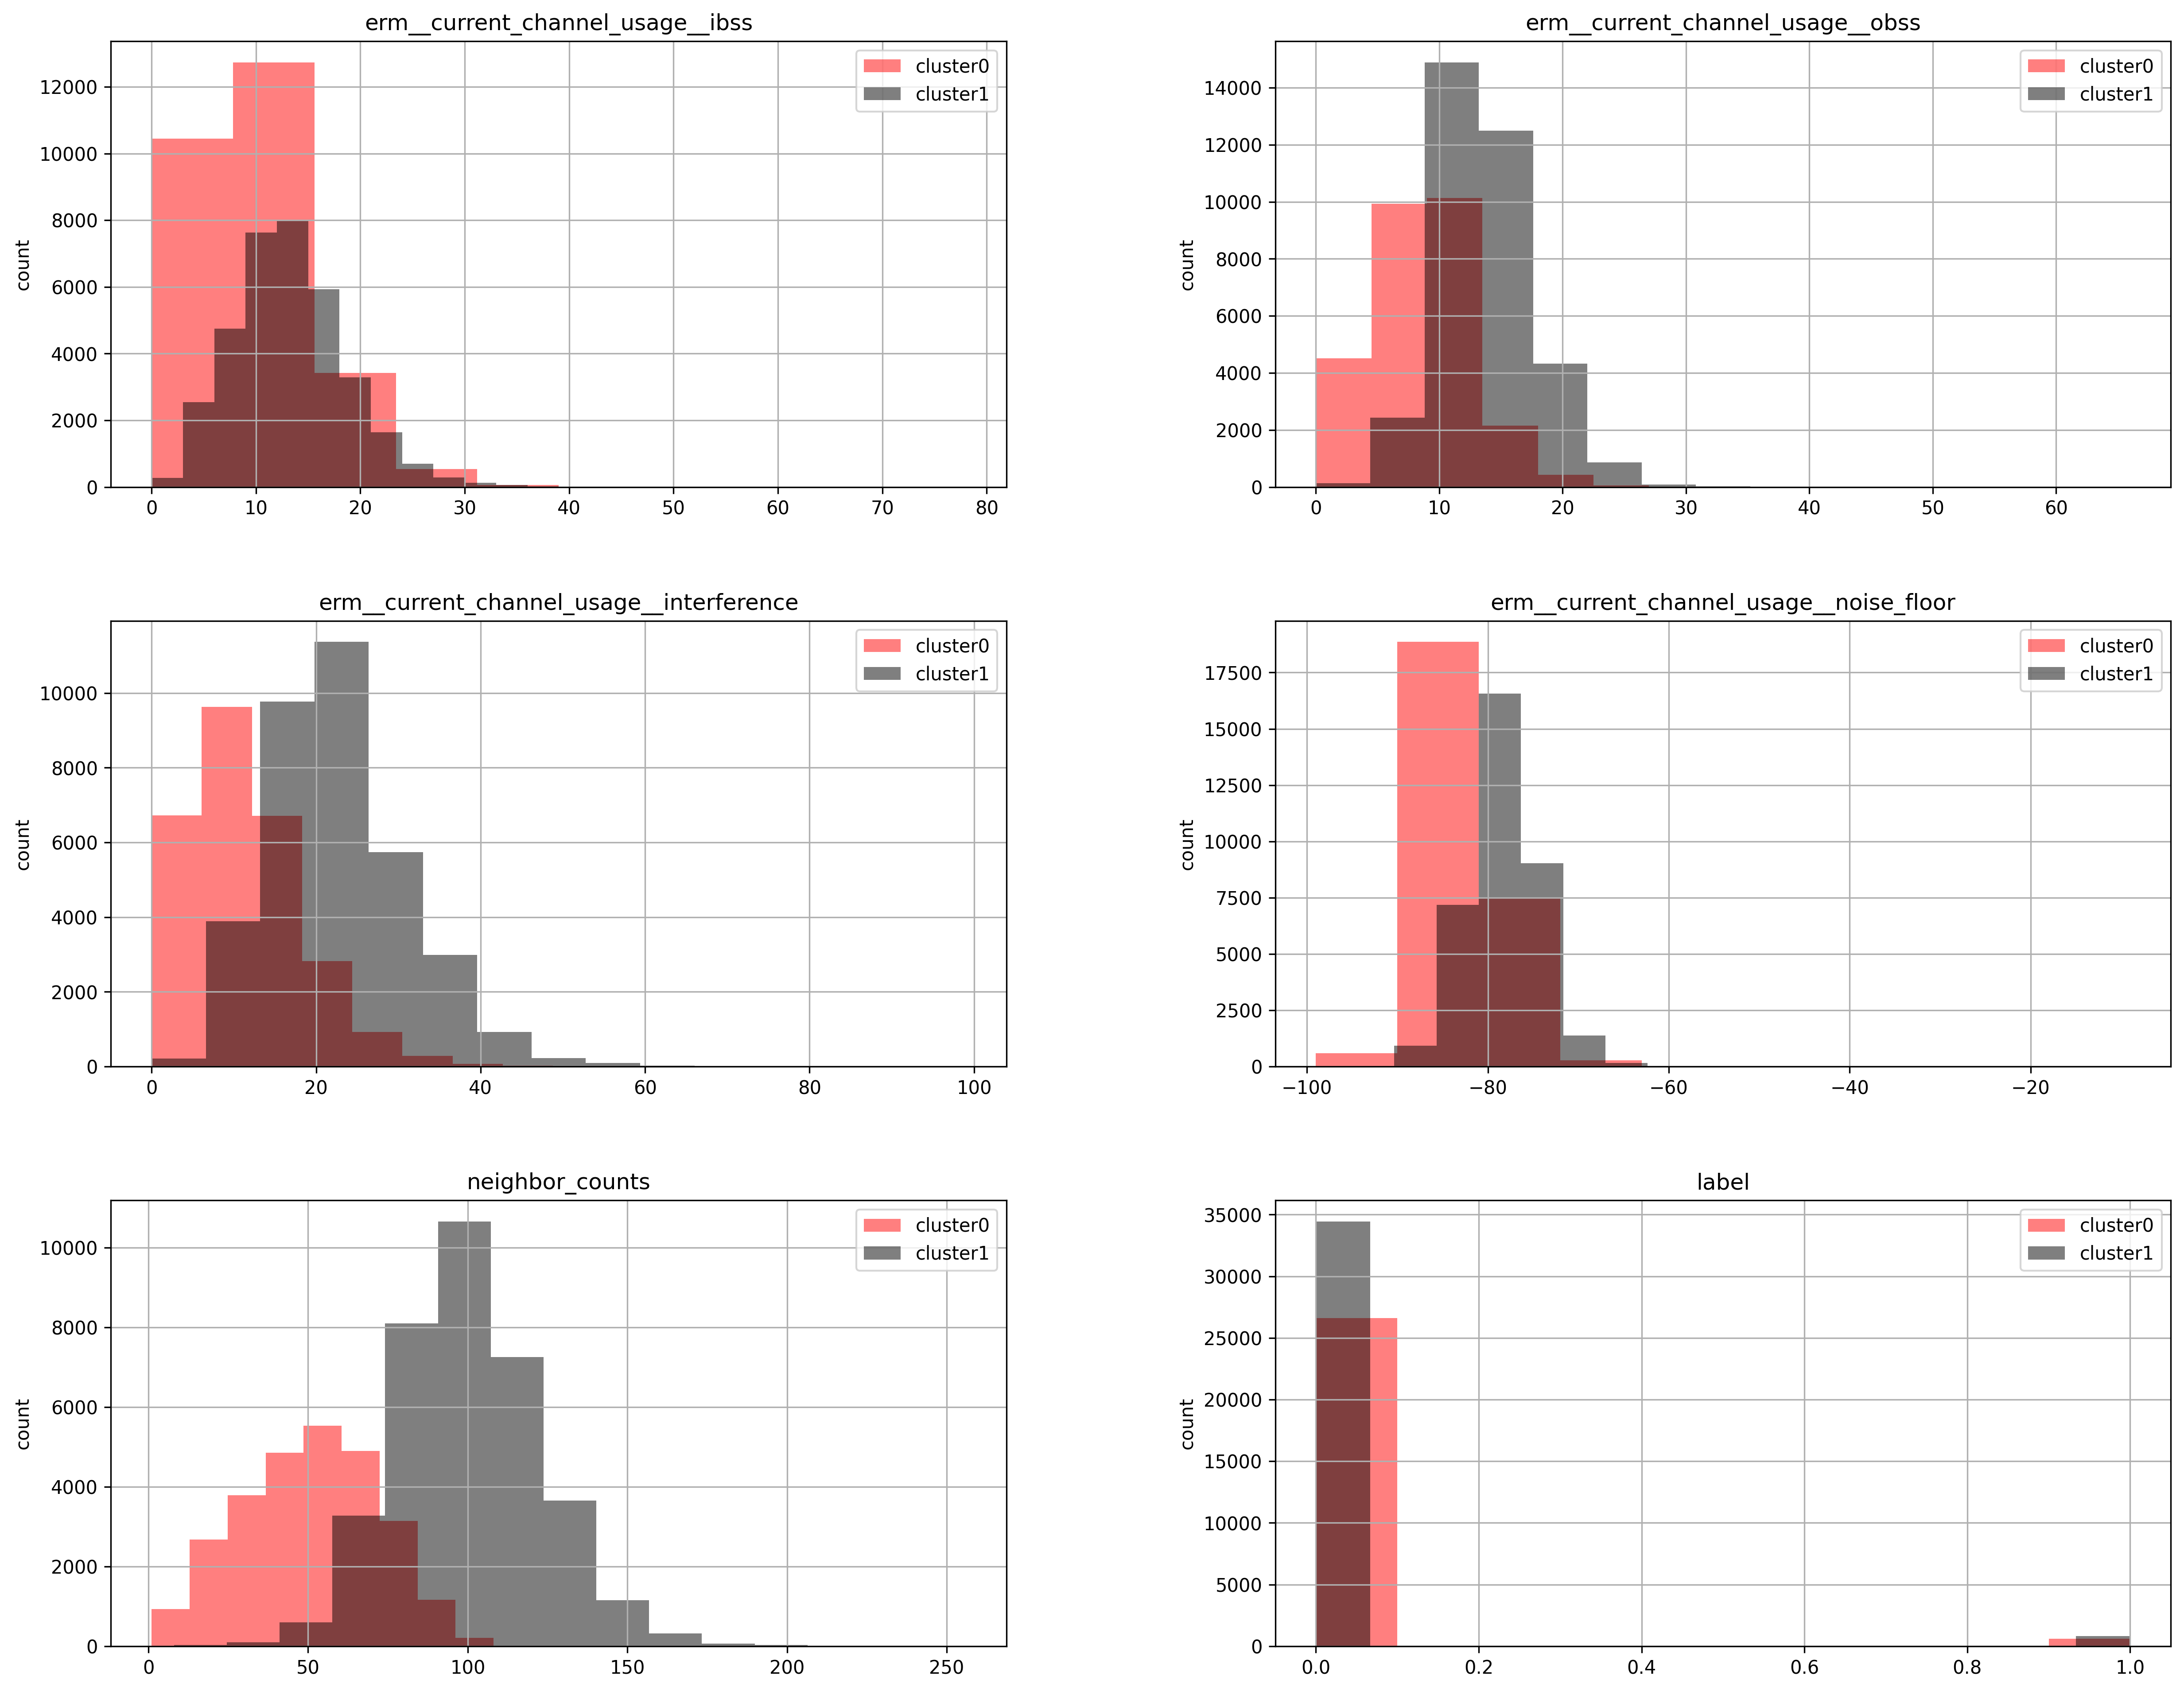 erm__current_channel_usage__ibss
count
12000
10000
8000
6000
4000
2000
0
0 10 20 30 40 50 60 70 80
cluster0
cluster1
erm__current_channel_usage__obss
count
14000
12000
10000
8000
6000
4000
2000
0
0 10 20 30 40 50 60
cluster0
cluster1
erm__current_channel_usage__interference
count
10000
8000
6000
4000
2000
0
0 20 40 60 80 100
cluster0
cluster1
erm__current_channel_usage__noise_floor
count
17500
15000
12500
10000
7500
5000
2500
0
−100 −80 −60 −40 −20
cluster0
cluster1
neighbor_counts
count
10000
8000
6000
4000
2000
0
0 50 100 150 200 250
cluster0
cluster1
label
count
35000
30000
25000
20000
15000
10000
5000
0
0.0 0.2 0.4 0.6 0.8 1.0
cluster0
cluster1